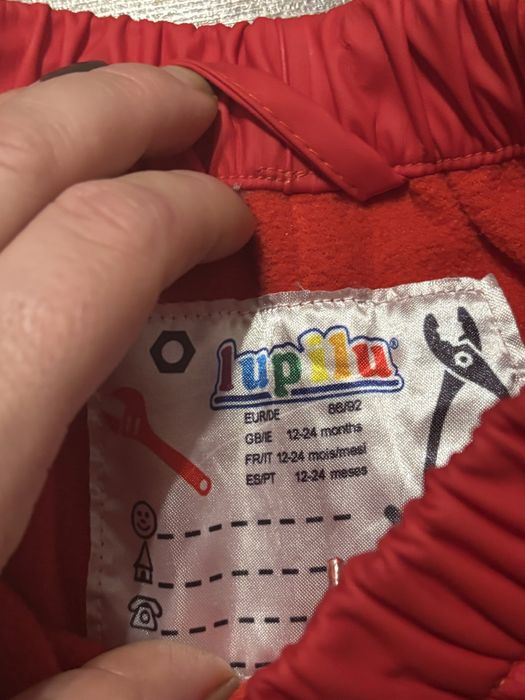 lupilu®
EUR/DE 86/92
GB/IE 12-24 months
FR/IT 12-24 mois/mesi
ES/PT 12-24 meses